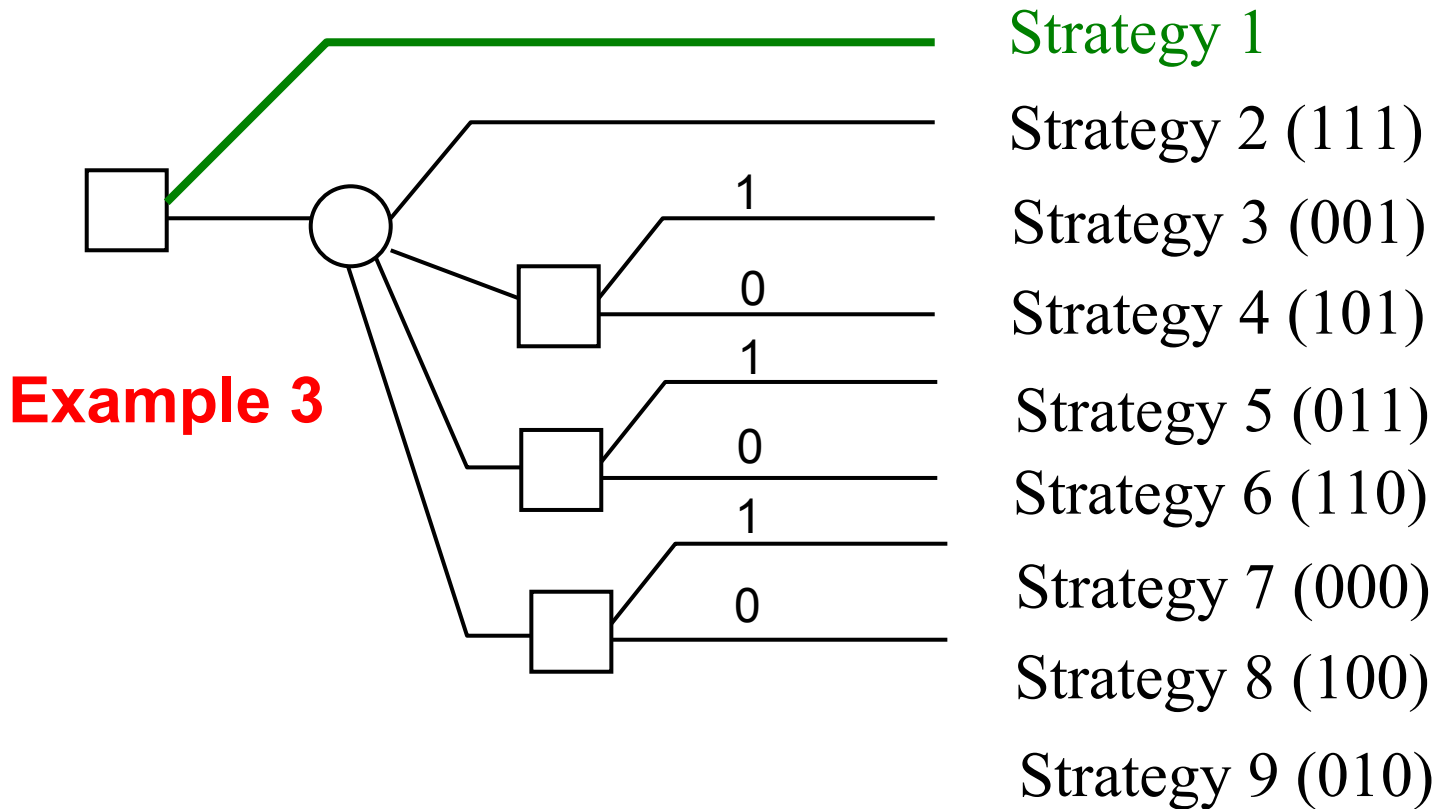 Strategy 1
Strategy 2 (111)
1
Strategy 3 (001)
0
Strategy 4 (101)
1
Example 3
Strategy 5 (011)
0
Strategy 6 (110)
1
Strategy 7 (000)
0
Strategy 8 (100)
Strategy 9 (010)